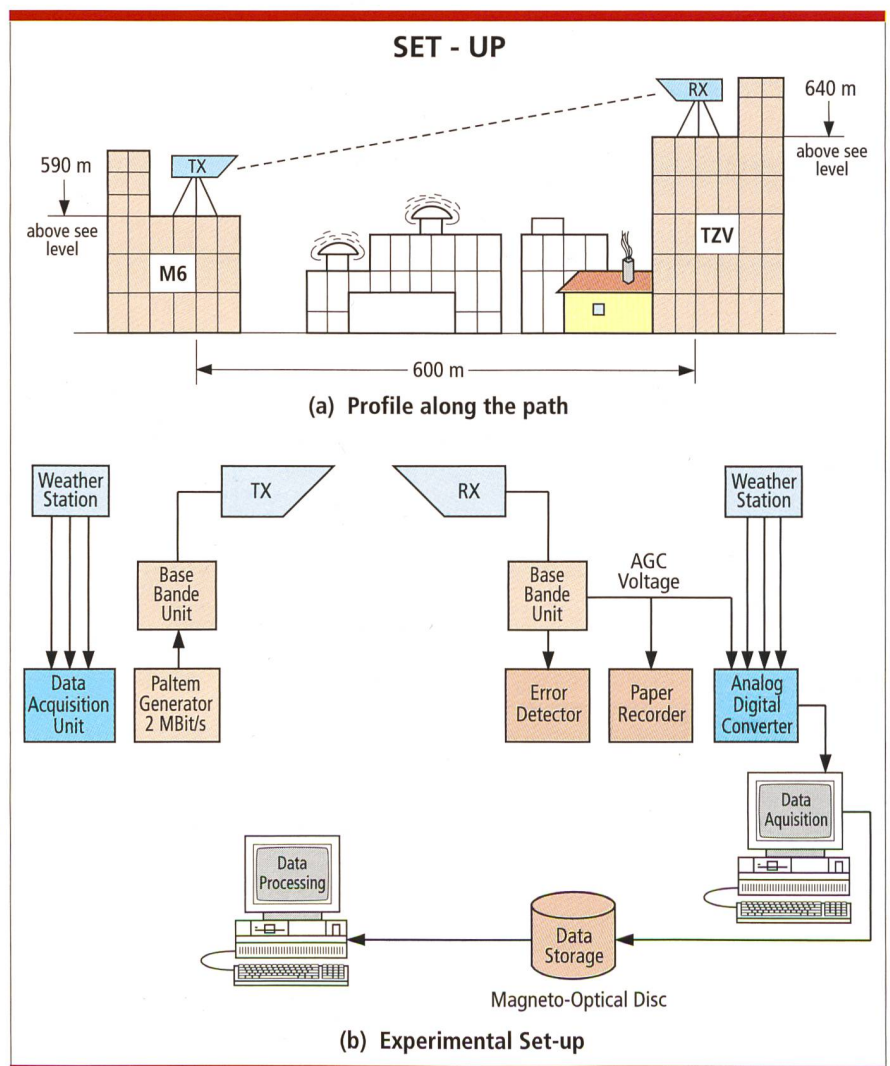 SET - UP
RX
640 m
above see
level
TX
590 m
above see
level
M6
TZV
600 m
(a) Profile along the path
Weather
Station
TX
RX
Weather
Station
Base
Bande
Unit
Base
Bande
Unit
AGC
Voltage
Data
Acquisition
Unit
Paltem
Generator
2 MBit/s
Error
Detector
Paper
Recorder
Analog
Digital
Converter
Data
Aquisition
Data
Processing
Data
Storage
Magneto-Optical Disc
(b) Experimental Set-up